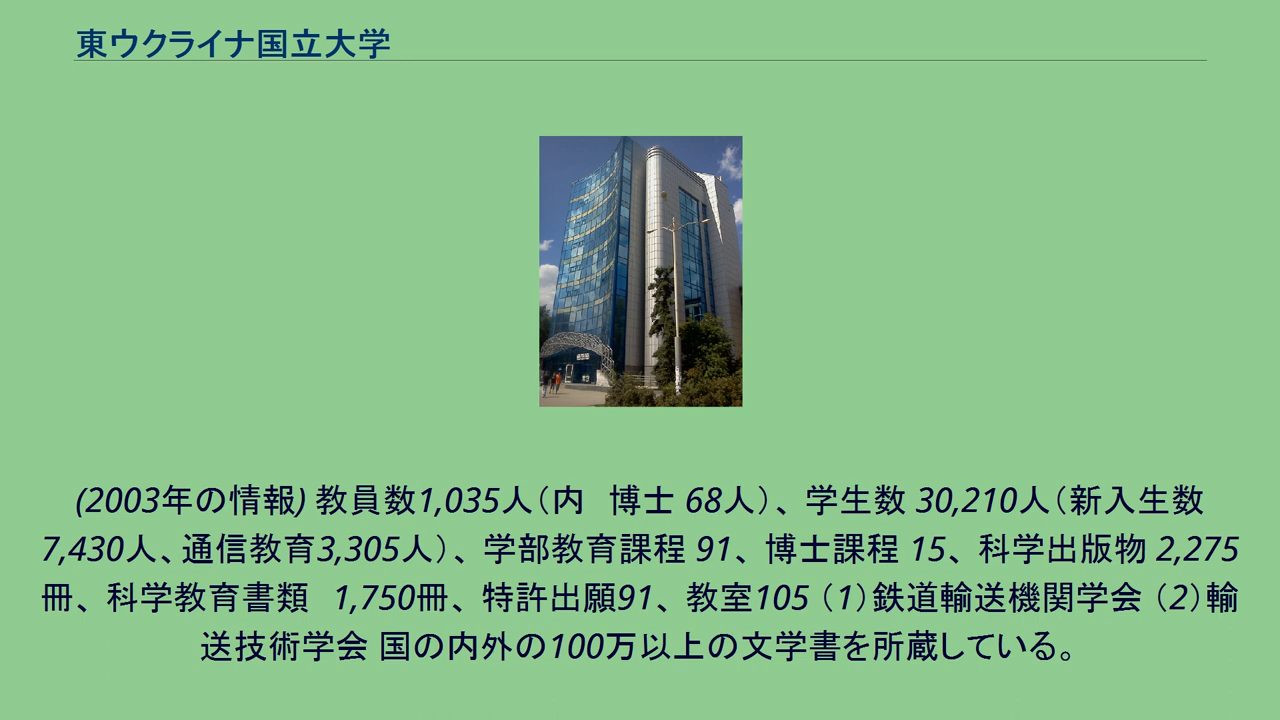 東ウクライナ国立大学
(2003年の情報) 教員数1,035人（内　博士 68人）、 学生数 30,210人（新入生数
7,430人、通信教育3,305人）、 学部教育課程 91、 博士課程 15、 科学出版物 2,275
冊、 科学教育書類　1,750冊、 特許出願91、 教室105 （1）鉄道輸送機関学会 （2）輸
送技術学会 国の内外の100万以上の文学書を所蔵している。